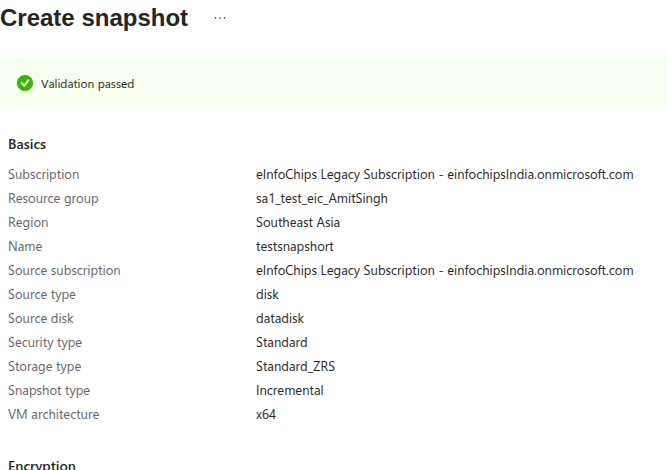 Create snapshot ...
Validation passed
Basics
Subscription eInfoChips Legacy Subscription - einfochipsIndia.onmicrosoft.com
Resource group sa1_test_eic_AmitSingh
Region Southeast Asia
Name testsnapshort
Source subscription eInfoChips Legacy Subscription - einfochipsIndia.onmicrosoft.com
Source type disk
Source disk datadisk
Security type Standard
Storage type Standard_ZRS
Snapshot type Incremental
VM architecture x64
Encryption